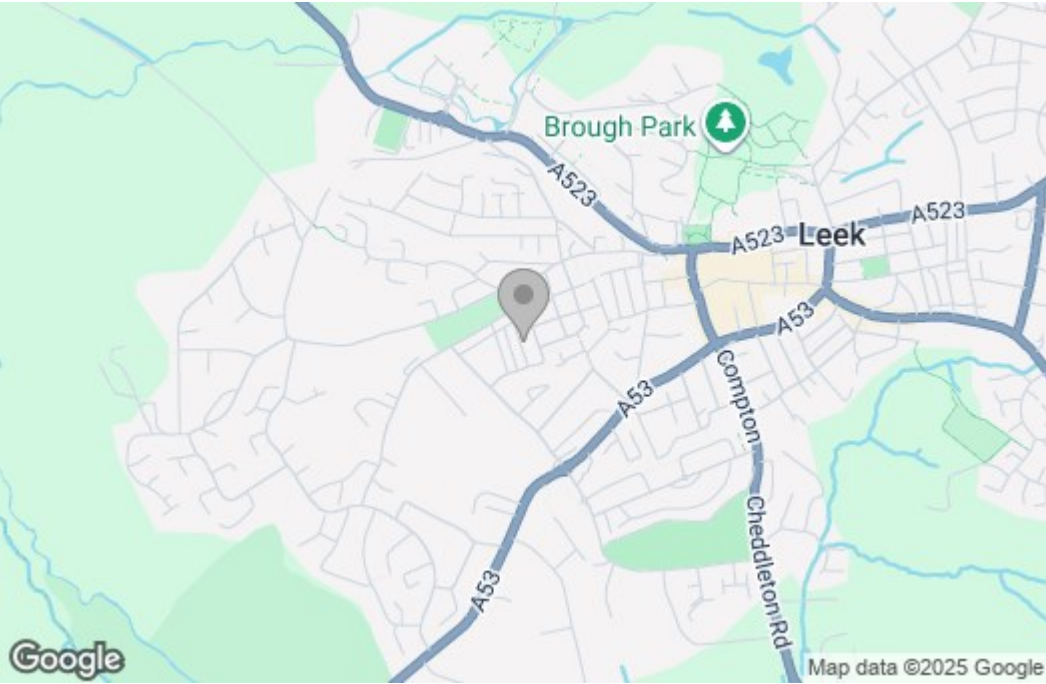 Brough Park
A523
A523
A523
Leek
A53
A53
Compton
Cheddleton Rd
A53
Google
Map data ©2025 Google